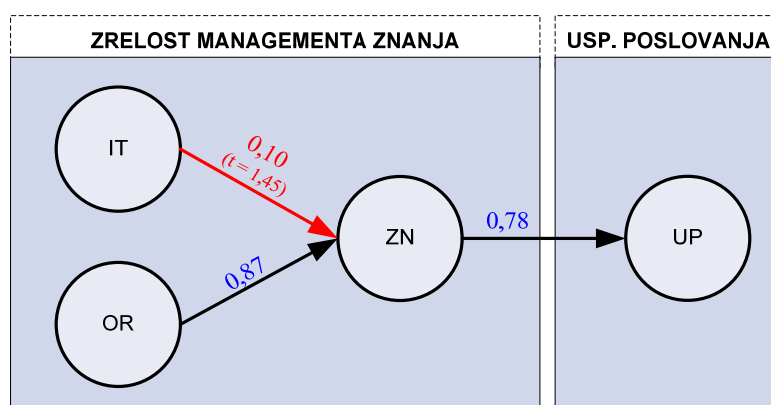 ZRELOST MANAGEMENTA ZNANJA
USP. POSLOVANJA
IT
0,10
(t = 1,45)
ZN
0,78
UP
0,87
OR